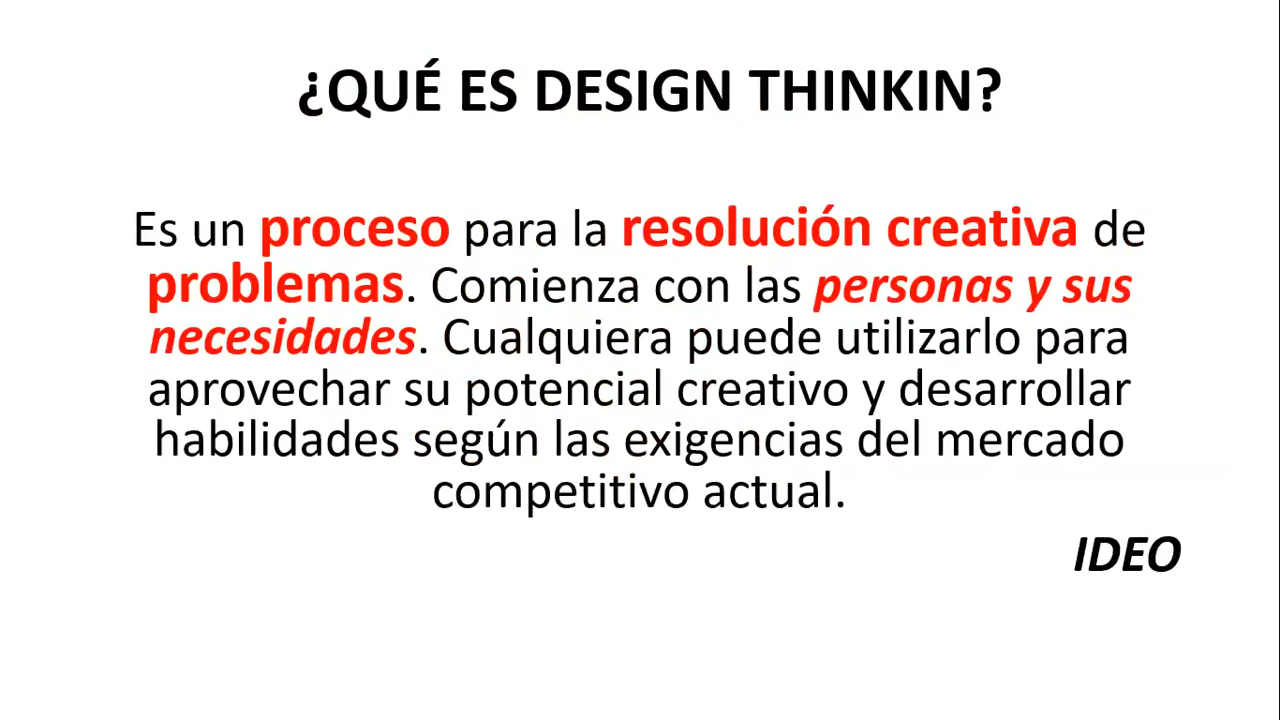 ¿QUÉ ES DESIGN THINKIN?
Es un proceso para la resolución creativa de
problemas. Comienza con las personas y sus
necesidades. Cualquiera puede utilizarlo para
aprovechar su potencial creativo y desarrollar
habilidades según las exigencias del mercado
competitivo actual.
IDEO